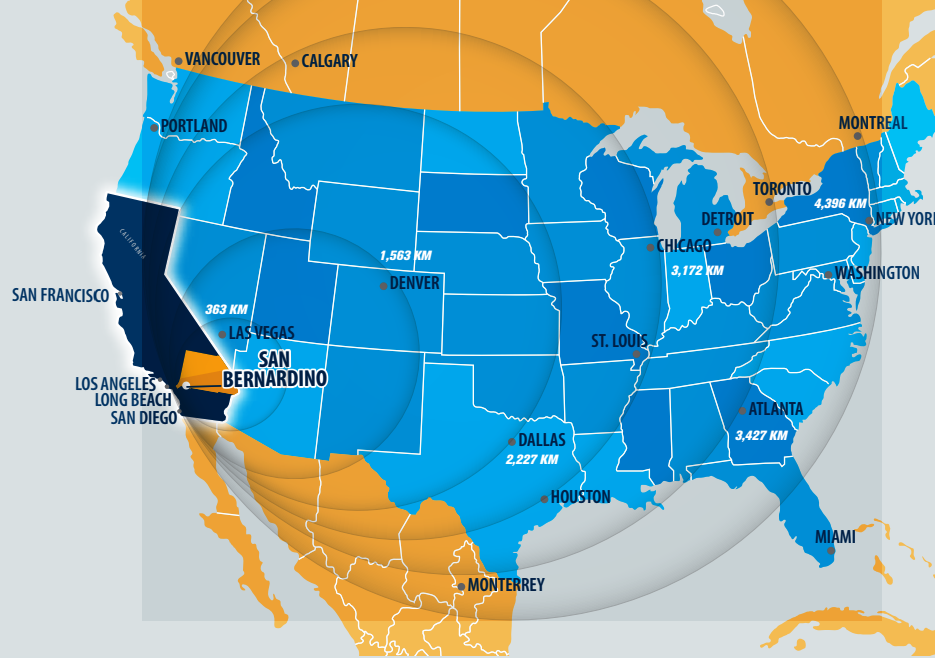 VANCOUVER
CALGARY
PORTLAND
MONTREAL
TORONTO
4,396 KM
DETROIT
NEW YORK
CALIFORNIA
CHICAGO
1,563 KM
3,172 KM
WASHINGTON
DENVER
SAN FRANCISCO
363 KM
LAS VEGAS
ST. LOUIS
SAN
BERNARDINO
LOS ANGELES
LONG BEACH
SAN DIEGO
ATLANTA
3,427 KM
DALLAS
2,227 KM
HOUSTON
MIAMI
MONTERREY